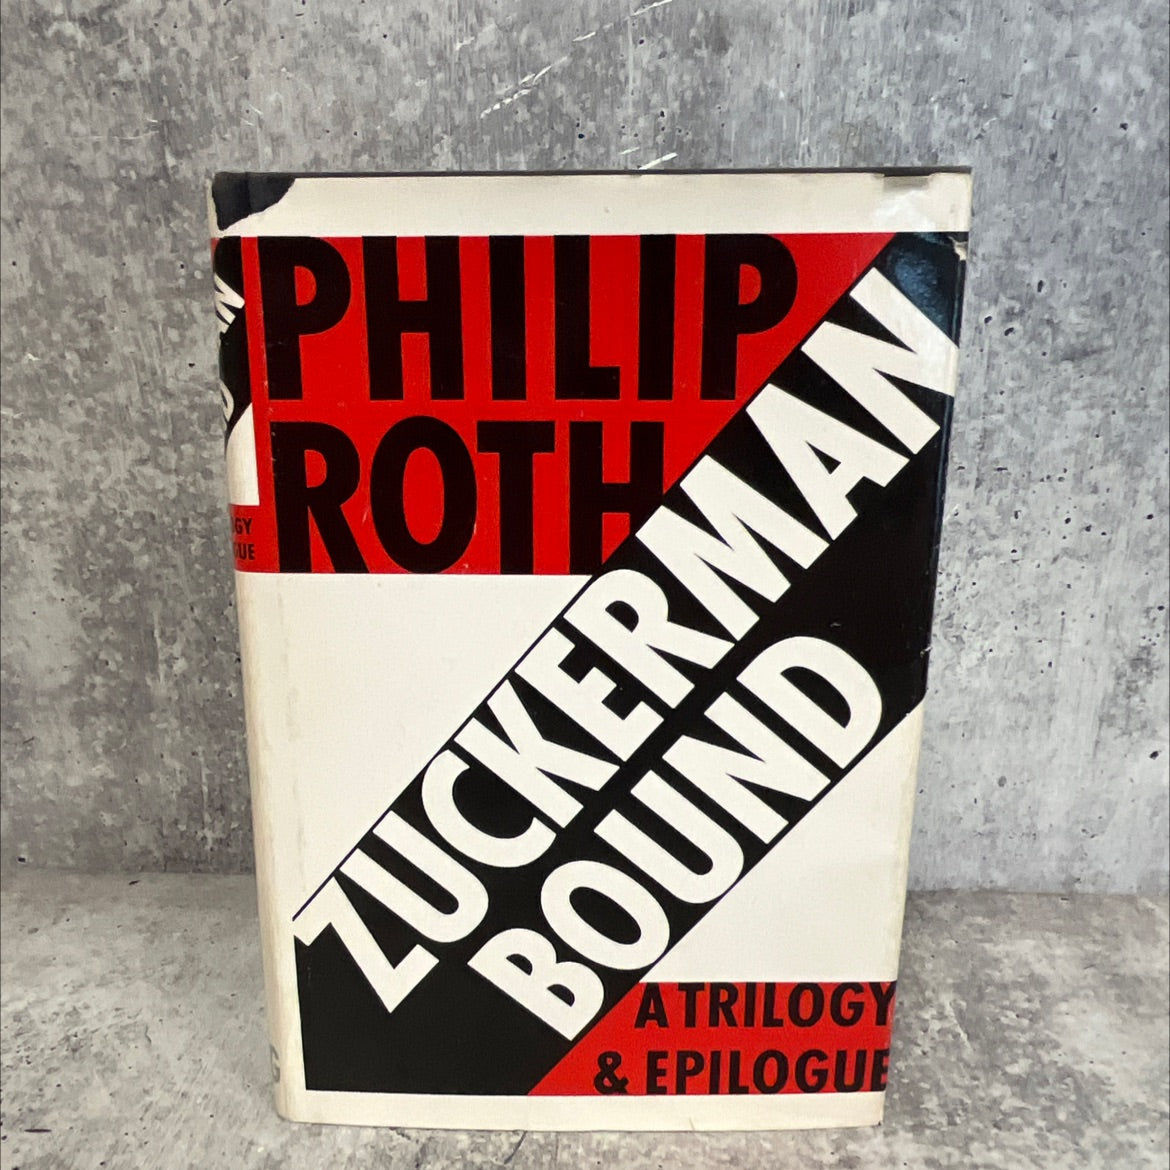 PHILIP
ROTH
ZUCKERMAN
BOUND
A TRILOGY
& EPILOGUE